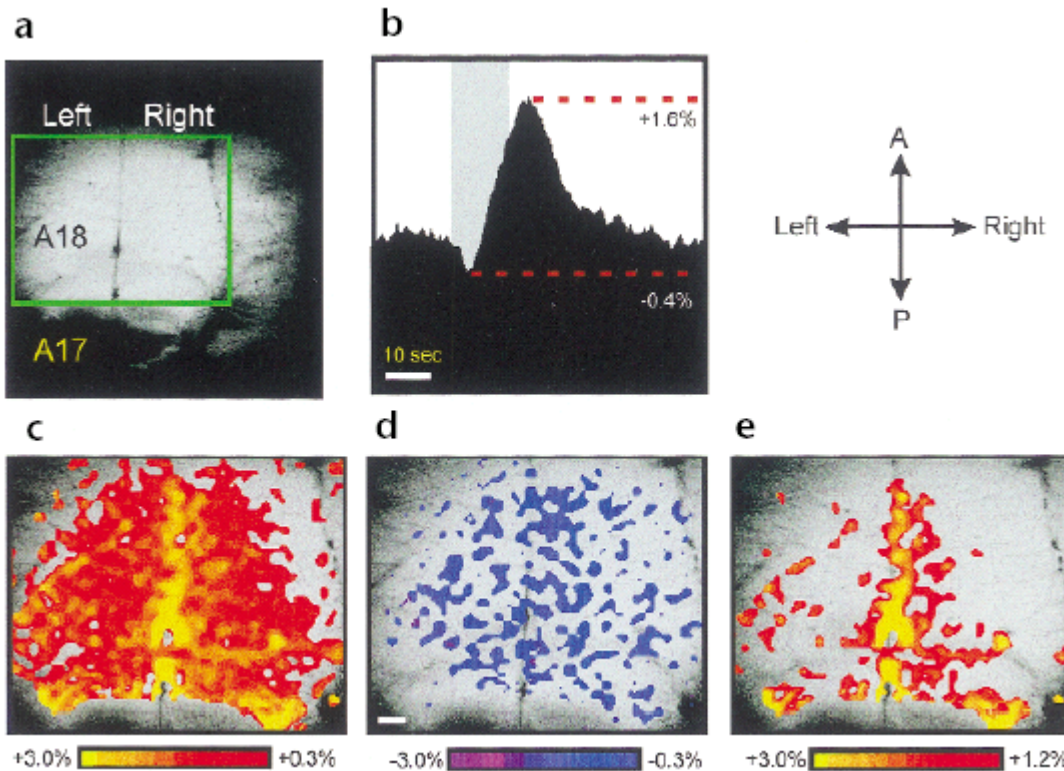 a
b
Left Right
A18
A17
+1.6%
-0.4%
10 sec
A
Left Right
P
c
d
e
+3.0% +0.3%
-3.0% -0.3%
+3.0% +1.2%